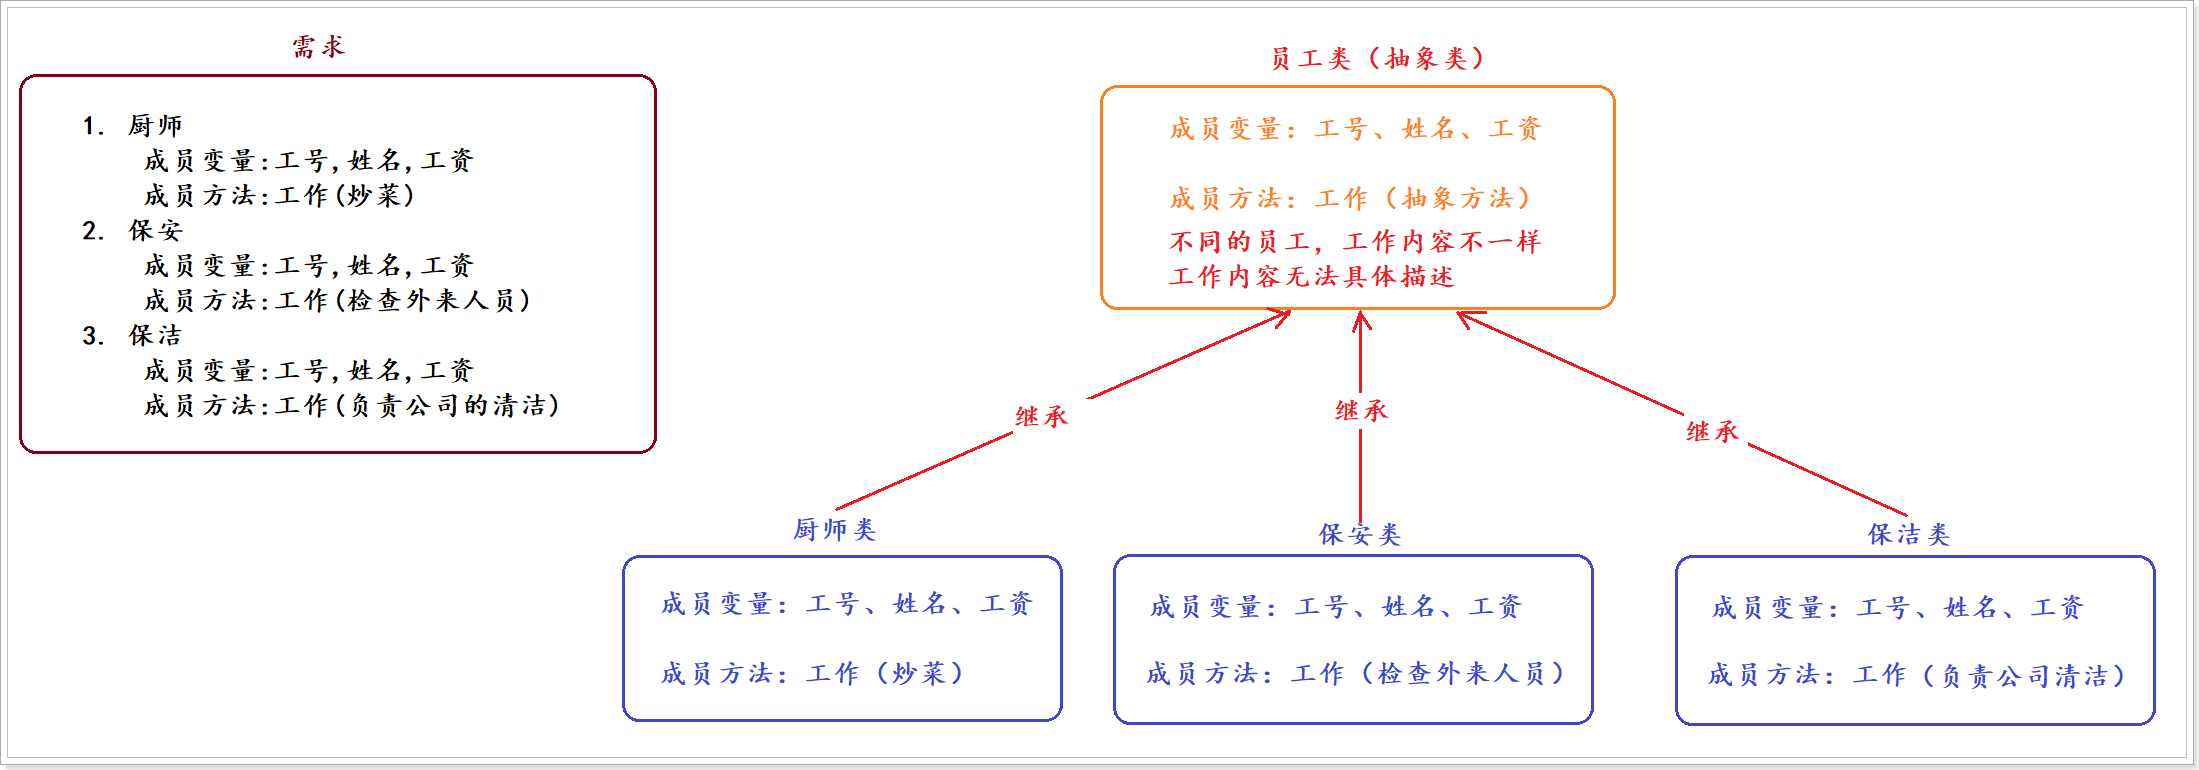 需求
1. 厨师
成员变量:工号,姓名,工资
成员方法:工作(炒菜)
2. 保安
成员变量:工号,姓名,工资
成员方法:工作(检查外来人员)
3. 保洁
成员变量:工号,姓名,工资
成员方法:工作(负责公司的清洁)
员工类（抽象类）
成员变量：工号、姓名、工资
成员方法：工作（抽象方法）
不同的员工，工作内容不一样
工作内容无法具体描述
继承
继承
继承
厨师类
成员变量：工号、姓名、工资
成员方法：工作（炒菜）
保安类
成员变量：工号、姓名、工资
成员方法：工作（检查外来人员）
保洁类
成员变量：工号、姓名、工资
成员方法：工作（负责公司清洁）